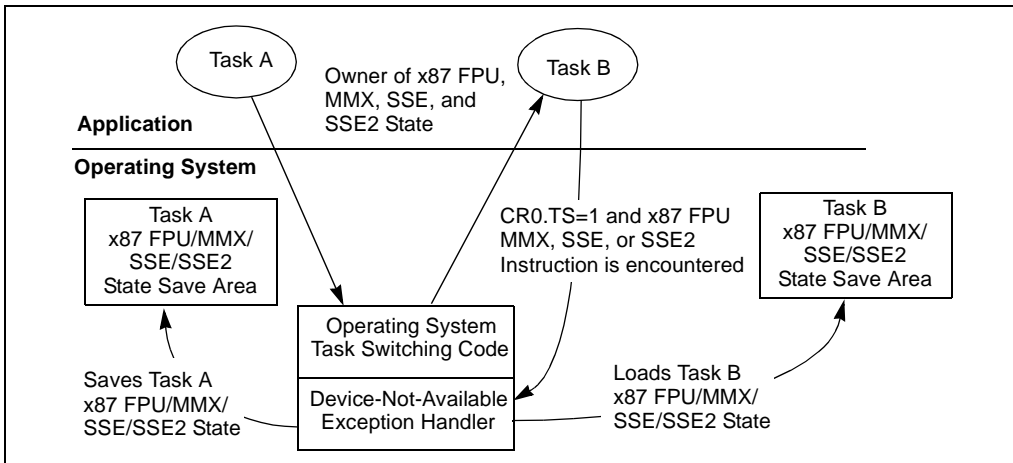 Task A
Owner of x87 FPU,
MMX, SSE, and
SSE2 State
Task B
Application
Operating System
Task A
x87 FPU/MMX/
SSE/SSE2
State Save Area
CR0.TS=1 and x87 FPU
MMX, SSE, or SSE2
Instruction is encountered
Task B
x87 FPU/MMX/
SSE/SSE2
State Save Area
Operating System
Task Switching Code
Device-Not-Available
Exception Handler
Saves Task A
x87 FPU/MMX/
SSE/SSE2 State
Loads Task B
x87 FPU/MMX/
SSE/SSE2 State